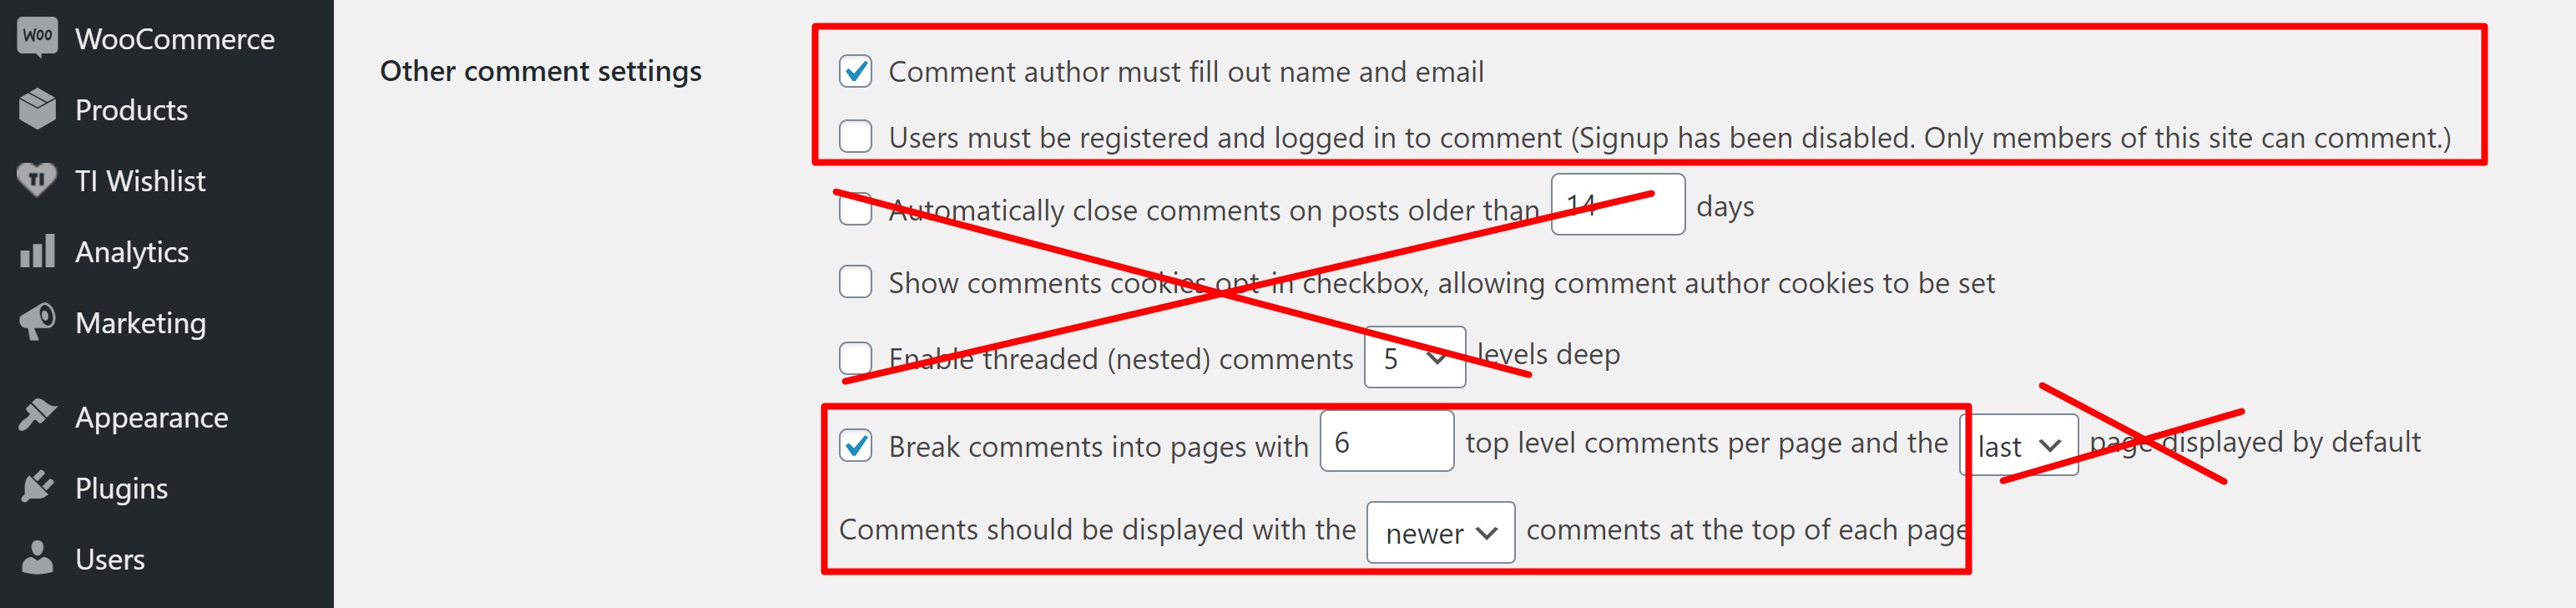 WOO WooCommerce
Products
TI TI Wishlist
Analytics
Marketing
Appearance
Plugins
Users
Other comment settings
Comment author must fill out name and email
Users must be registered and logged in to comment (Signup has been disabled. Only members of this site can comment.)
Automatically close comments on posts older than 14 days
Show comments cookies opt-in checkbox, allowing comment author cookies to be set
Enable threaded (nested) comments 5 levels deep
Break comments into pages with 6 top level comments per page and the last page displayed by default
Comments should be displayed with the newer comments at the top of each page